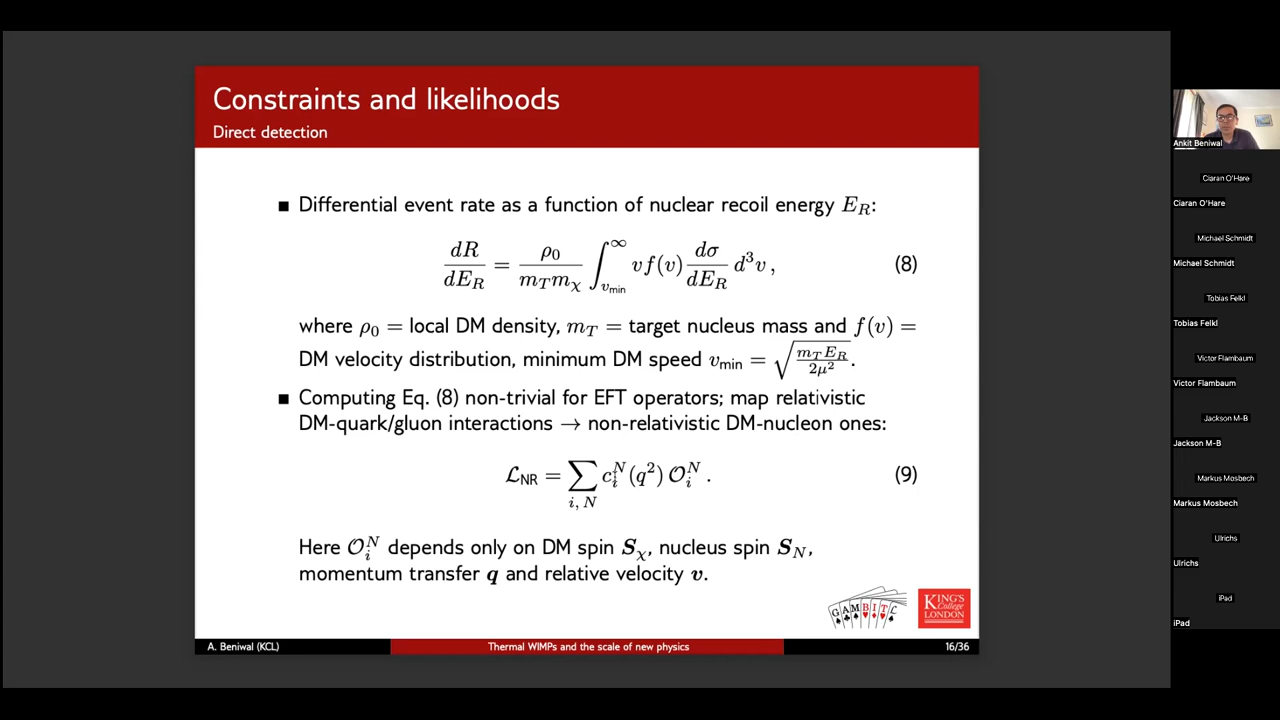 Constraints and likelihoods
Direct detection
■ Differential event rate as a function of nuclear recoil energy E_R:
dR/dE_R = ρ_0/(m_T m_χ) ∫_{v_min}^∞ v f(v) dσ/dE_R d³v , (8)
where ρ_0 = local DM density, m_T = target nucleus mass and f(v) =
DM velocity distribution, minimum DM speed v_min = √(m_T E_R / 2μ²).
■ Computing Eq. (8) non-trivial for EFT operators; map relativistic
DM-quark/gluon interactions → non-relativistic DM-nucleon ones:
ℒ_NR = ∑_{i, N} c_i^N (q²) 𝒪_i^N . (9)
Here 𝒪_i^N depends only on DM spin S_χ, nucleus spin S_N,
momentum transfer q and relative velocity v.
GAMBIT
KING'S
College
LONDON
A. Beniwal (KCL)
Thermal WIMPs and the scale of new physics
16/36
Ankit Beniwal
Ciaran O'Hare
Ciaran O'Hare
Michael Schmidt
Michael Schmidt
Tobias Felkl
Tobias Felkl
Victor Flambaum
Victor Flambaum
Jackson M-B
Jackson M-B
Markus Mosbech
Markus Mosbech
Ulrichs
Ulrichs
iPad
iPad